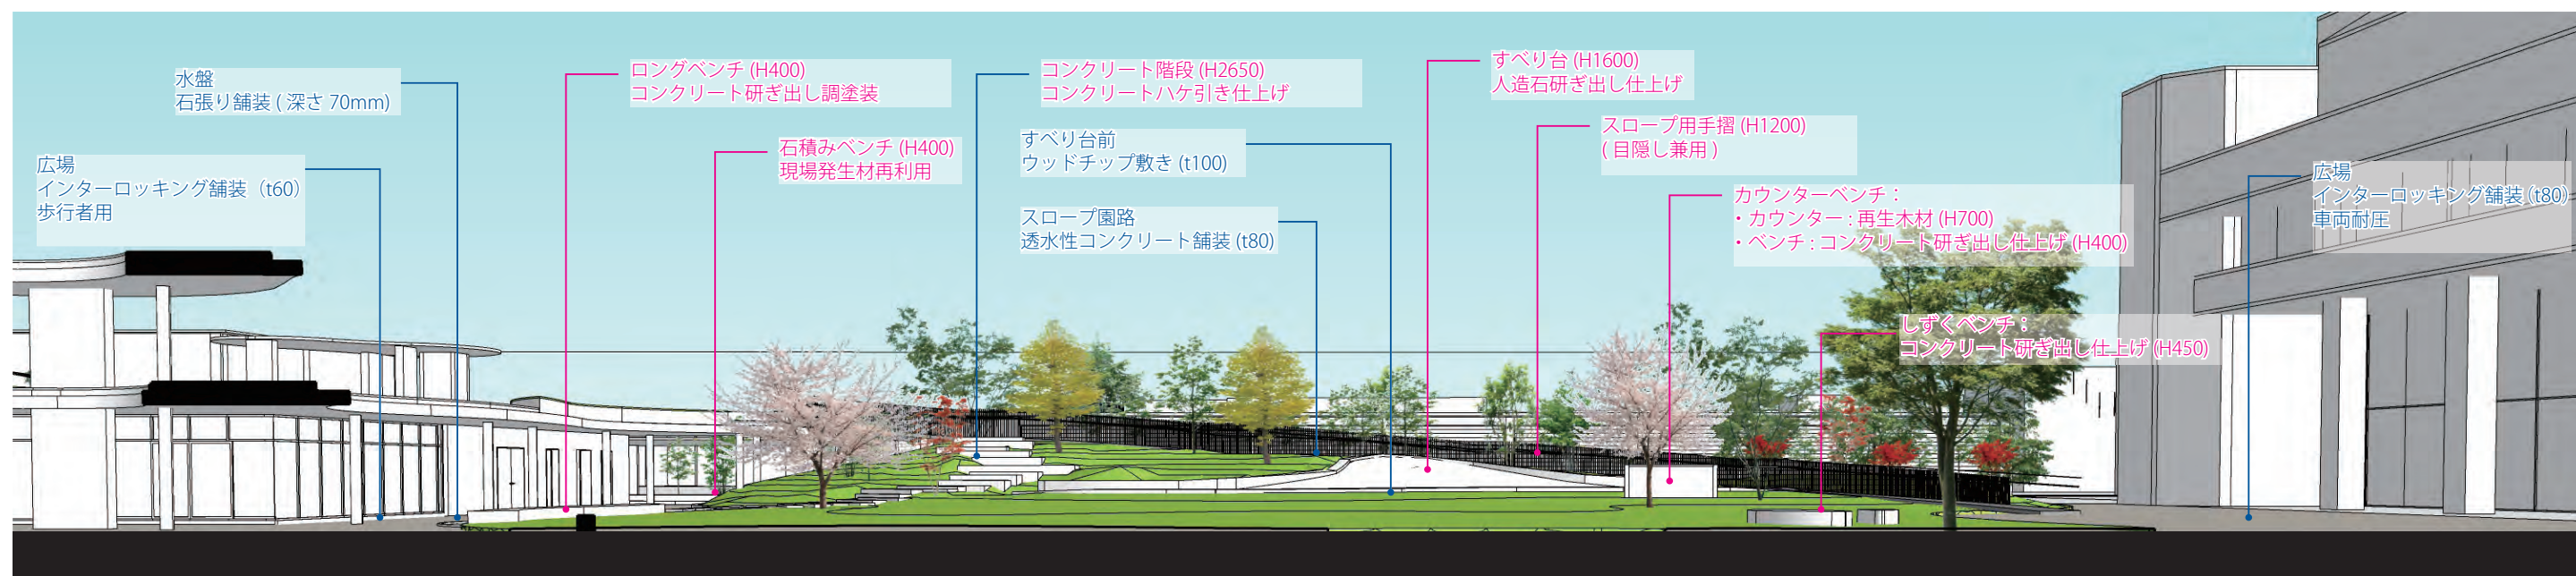 水盤
石張り舗装 ( 深さ 70mm)
広場
インターロッキング舗装（t60）
歩行者用
ロングベンチ (H400)
コンクリート研ぎ出し調塗装
石積みベンチ (H400)
現場発生材再利用
コンクリート階段 (H2650)
コンクリートハケ引き仕上げ
すべり台前
ウッドチップ敷き (t100)
スロープ園路
透水性コンクリート舗装 (t80)
すべり台 (H1600)
人造石研ぎ出し仕上げ
スロープ用手摺 (H1200)
( 目隠し兼用 )
カウンターベンチ：
・カウンター : 再生木材 (H700)
・ベンチ : コンクリート研ぎ出し仕上げ (H400)
しずくベンチ：
コンクリート研ぎ出し仕上げ (H450)
広場
インターロッキング舗装（t80）
車両耐圧